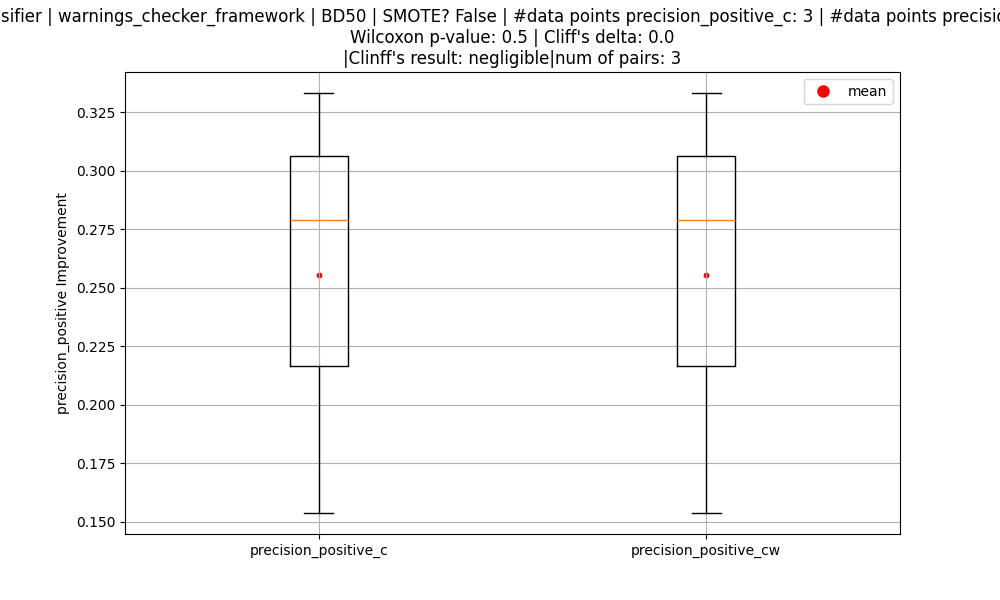 sifier | warnings_checker_framework | BD50 | SMOTE? False | #data points precision_positive_c: 3 | #data points precisio
Wilcoxon p-value: 0.5 | Cliff's delta: 0.0
|Clinff's result: negligible|num of pairs: 3
mean
0.325
0.300
0.275
0.250
0.225
0.200
0.175
0.150
precision_positive Improvement
precision_positive_c
precision_positive_cw